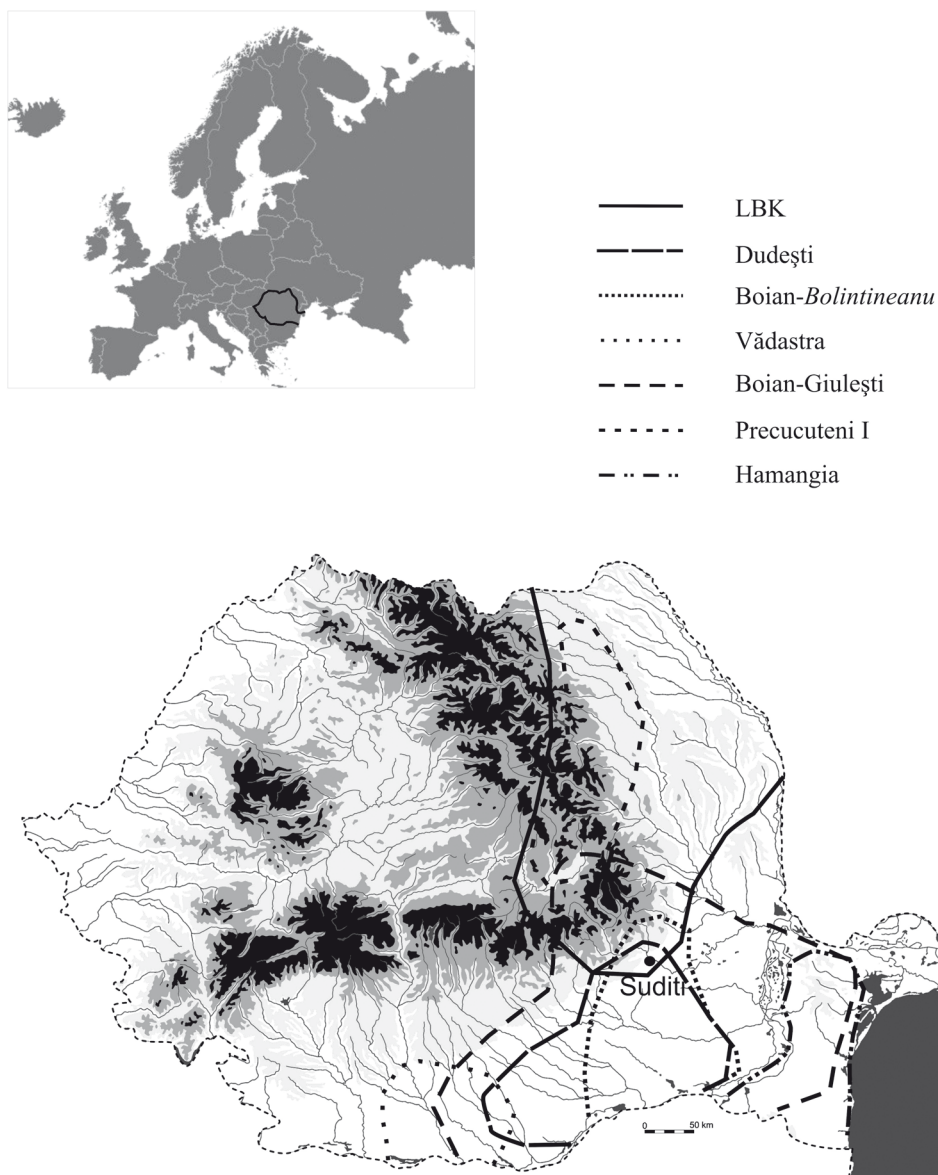 LBK
Dudeşti
Boian-Bolintineanu
Vădastra
Boian-Giuleşti
Precucuteni I
Hamangia
Suditi
0 50 km